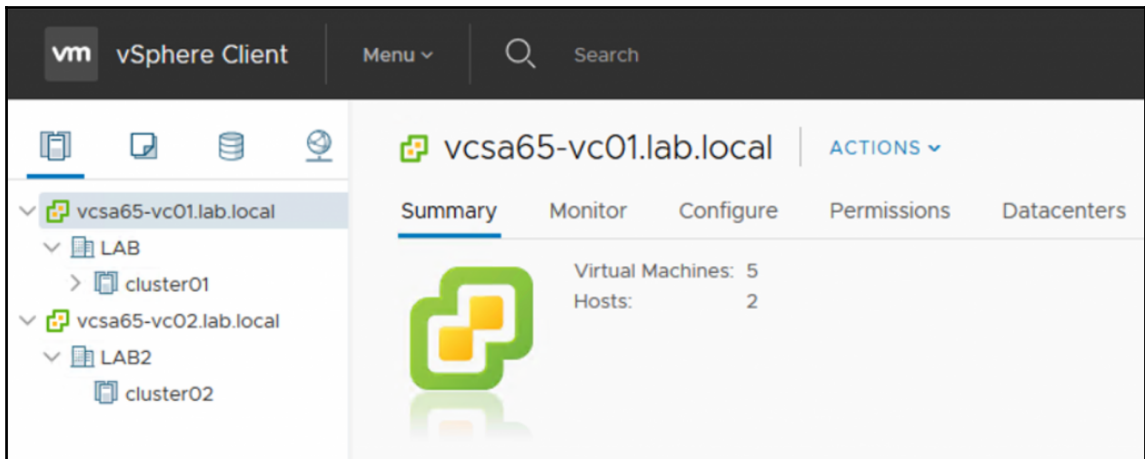 vm vSphere Client Menu Search
vcsa65-vc01.lab.local ACTIONS
vcsa65-vc01.lab.local
LAB
cluster01
vcsa65-vc02.lab.local
LAB2
cluster02
Summary Monitor Configure Permissions Datacenters
Virtual Machines: 5
Hosts: 2